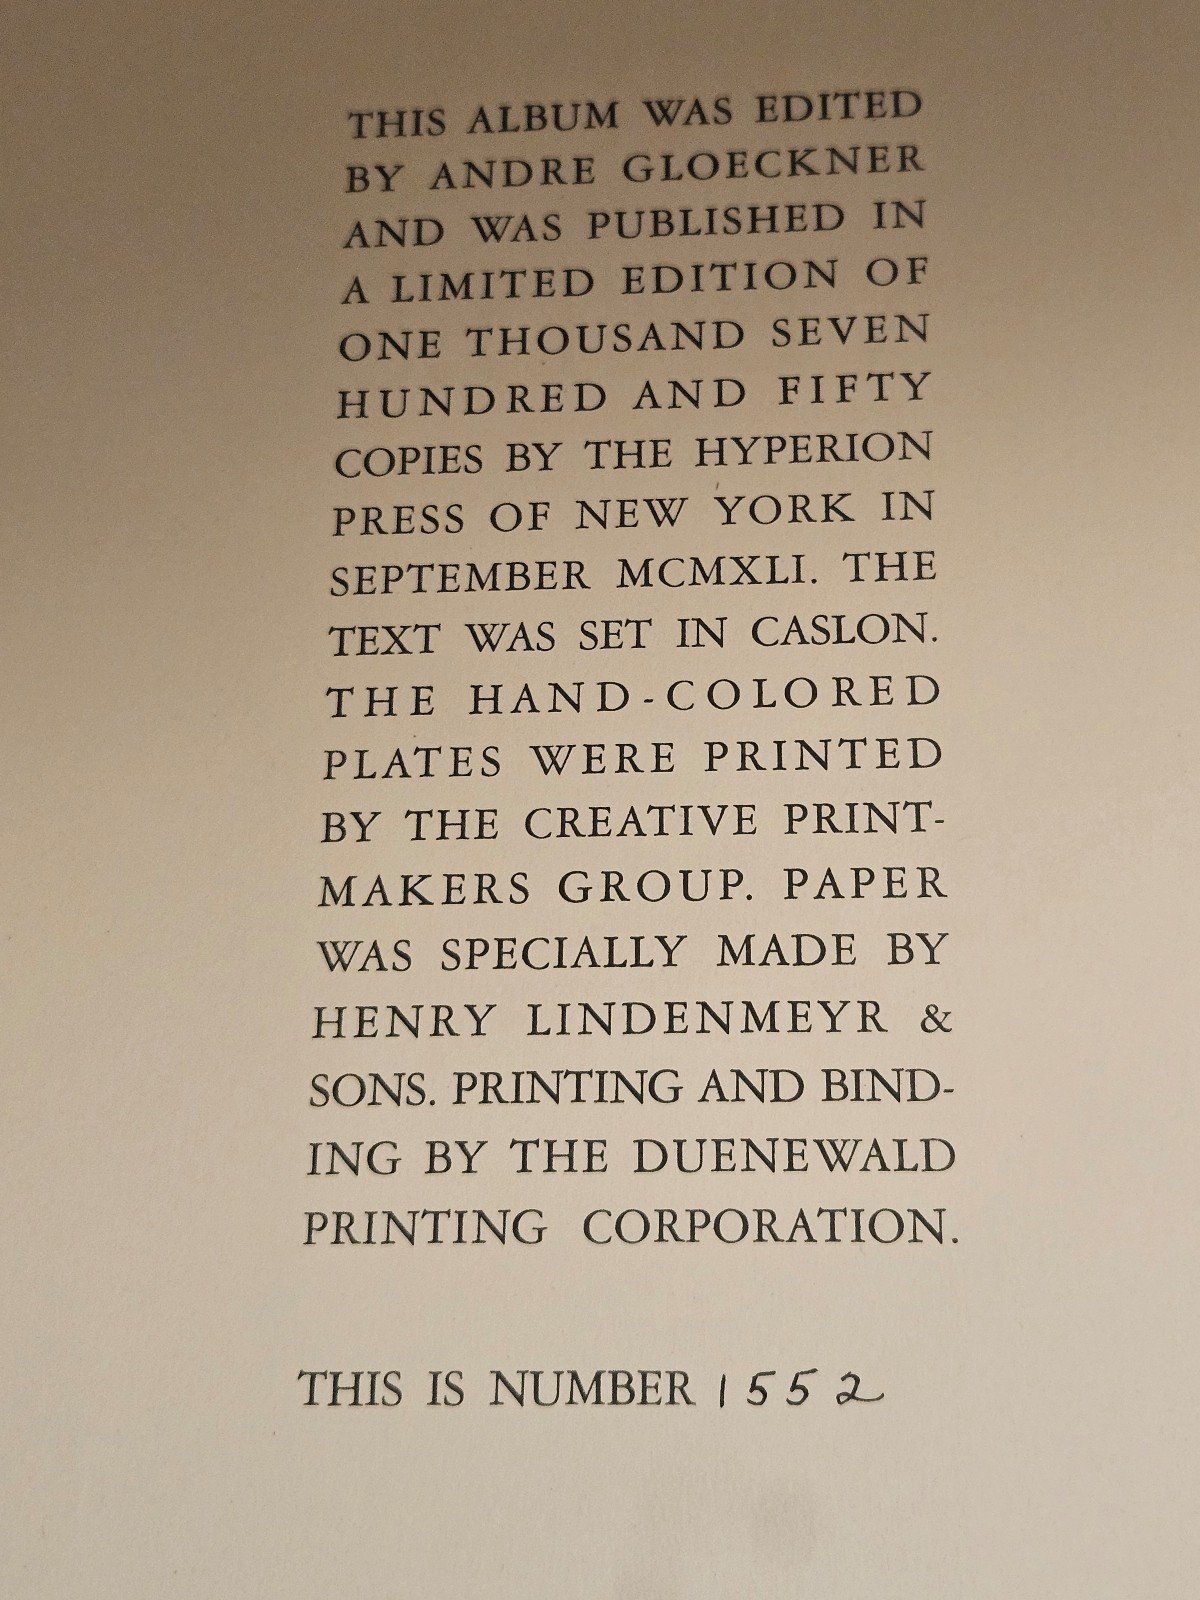 THIS ALBUM WAS EDITED
BY ANDRE GLOECKNER
AND WAS PUBLISHED IN
A LIMITED EDITION OF
ONE THOUSAND SEVEN
HUNDRED AND FIFTY
COPIES BY THE HYPERION
PRESS OF NEW YORK IN
SEPTEMBER MCMXLI. THE
TEXT WAS SET IN CASLON.
THE HAND-COLORED
PLATES WERE PRINTED
BY THE CREATIVE PRINT-
MAKERS GROUP. PAPER
WAS SPECIALLY MADE BY
HENRY LINDENMEYR &
SONS. PRINTING AND BIND-
ING BY THE DUENEWALD
PRINTING CORPORATION.
THIS IS NUMBER 1552